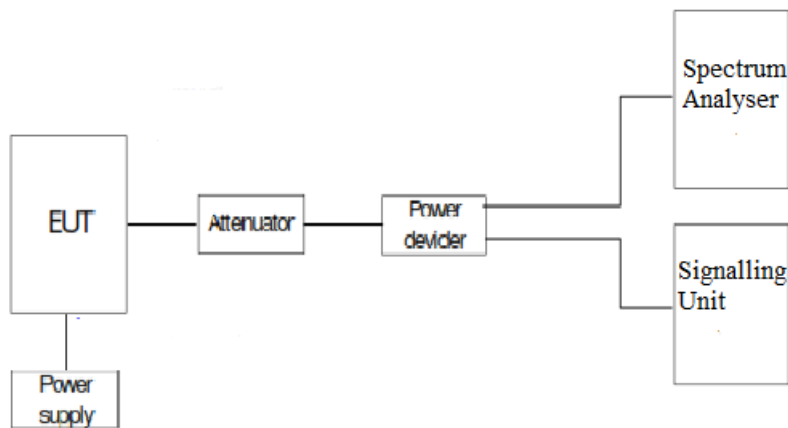 Spectrum
Analyser
EUT
Attenuator
Power
devider
Signalling
Unit
Power
supply